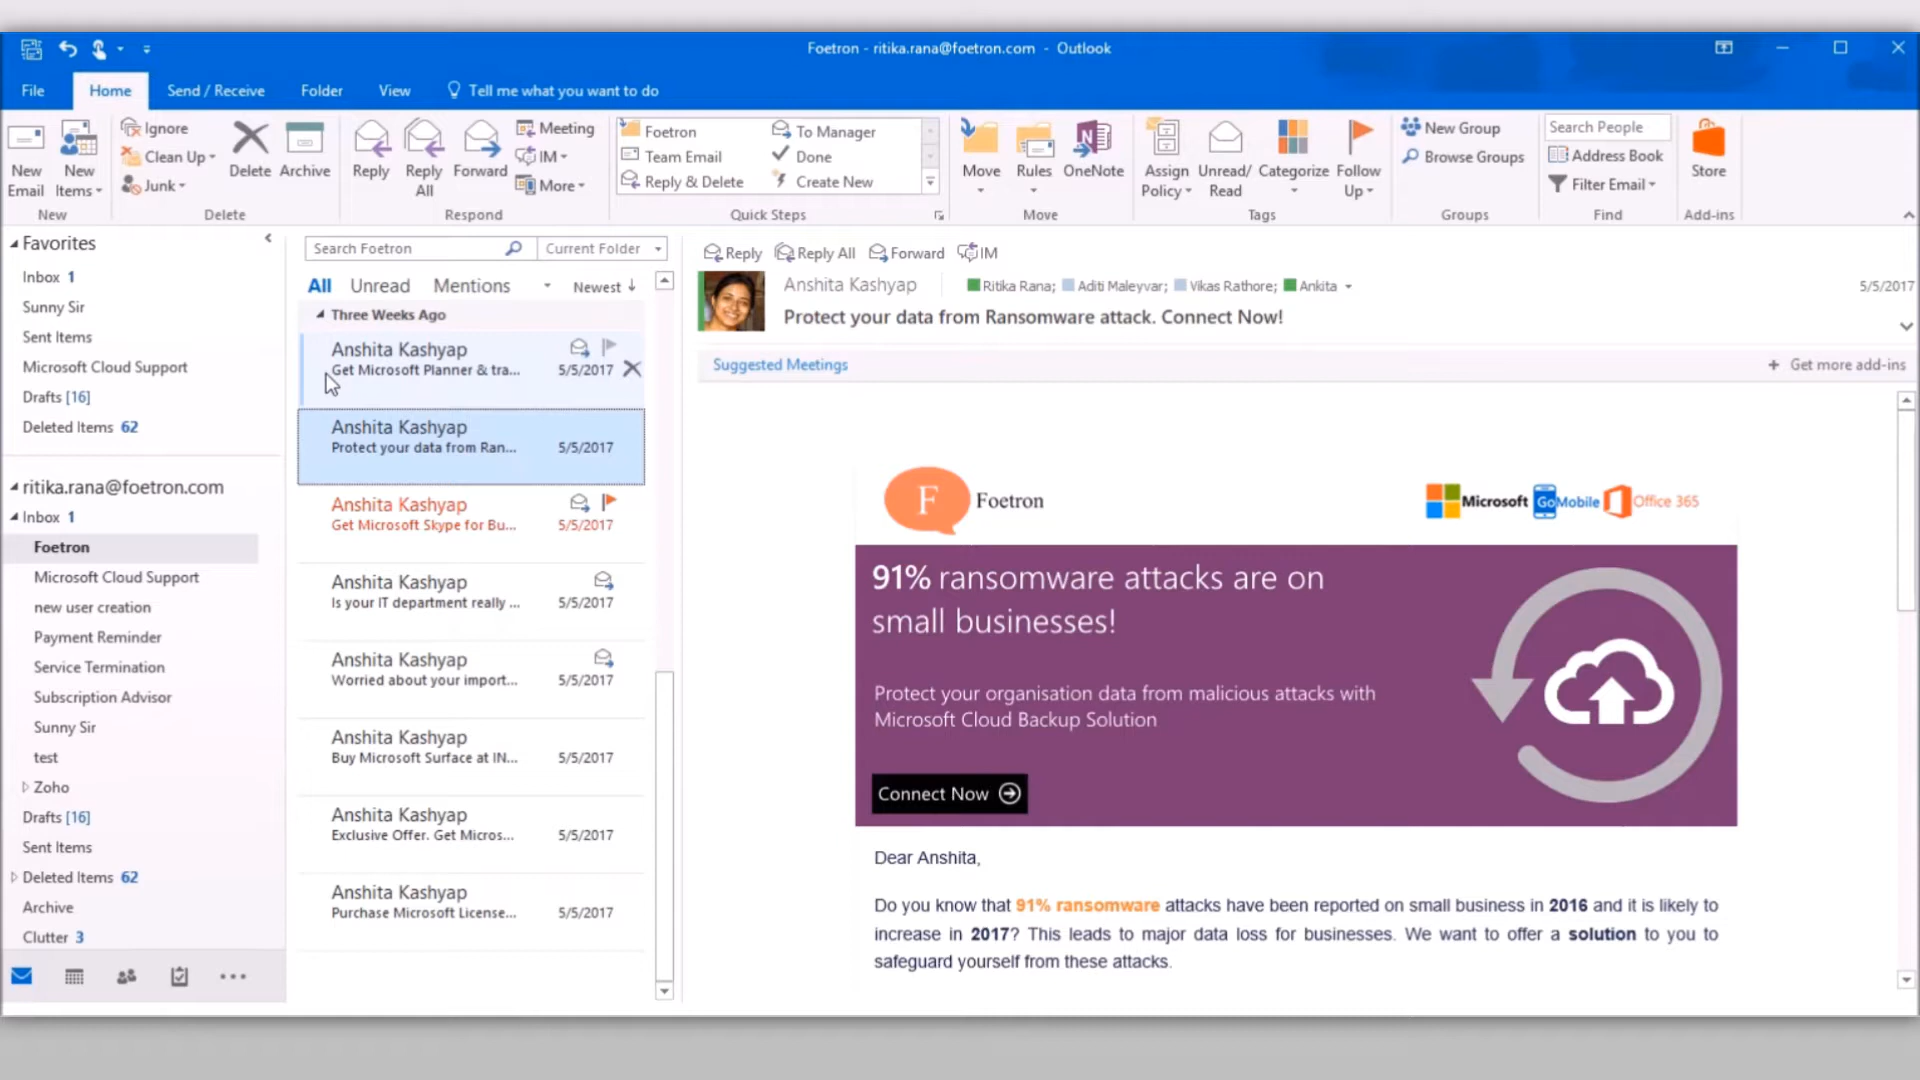 Foetron - ritika.rana@foetron.com - Outlook
File Home Send / Receive Folder View Tell me what you want to do
New Email
New Items
New
Ignore
Clean Up
Junk
Delete
Archive
Delete
Reply
Reply All
Forward
Meeting
IM
More
Respond
Foetron
Team Email
Reply & Delete
To Manager
Done
Create New
Quick Steps
Move
Rules
OneNote
Move
Assign Policy
Unread/ Read
Categorize
Follow Up
Tags
New Group
Browse Groups
Groups
Search People
Address Book
Filter Email
Find
Store
Add-ins
Favorites
Inbox 1
Sunny Sir
Sent Items
Microsoft Cloud Support
Drafts [16]
Deleted Items 62
ritika.rana@foetron.com
Inbox 1
Foetron
Microsoft Cloud Support
new user creation
Payment Reminder
Service Termination
Subscription Advisor
Sunny Sir
test
Zoho
Drafts [16]
Sent Items
Deleted Items 62
Archive
Clutter 3
Search Foetron Current Folder
All Unread Mentions Newest
Three Weeks Ago
Anshita Kashyap
Get Microsoft Planner & tra... 5/5/2017
Anshita Kashyap
Protect your data from Ran... 5/5/2017
Anshita Kashyap
Get Microsoft Skype for Bu... 5/5/2017
Anshita Kashyap
Is your IT department really ... 5/5/2017
Anshita Kashyap
Worried about your import... 5/5/2017
Anshita Kashyap
Buy Microsoft Surface at IN... 5/5/2017
Anshita Kashyap
Exclusive Offer. Get Micros... 5/5/2017
Anshita Kashyap
Purchase Microsoft License... 5/5/2017
Reply Reply All Forward IM
Anshita Kashyap Ritika Rana; Aditi Maleyvar; Vikas Rathore; Ankita 5/5/2017
Protect your data from Ransomware attack. Connect Now!
Suggested Meetings + Get more add-ins
F Foetron Microsoft GoMobile Office 365
91% ransomware attacks are on
small businesses!
Protect your organisation data from malicious attacks with
Microsoft Cloud Backup Solution
Connect Now
Dear Anshita,
Do you know that 91% ransomware attacks have been reported on small business in 2016 and it is likely to
increase in 2017? This leads to major data loss for businesses. We want to offer a solution to you to
safeguard yourself from these attacks.